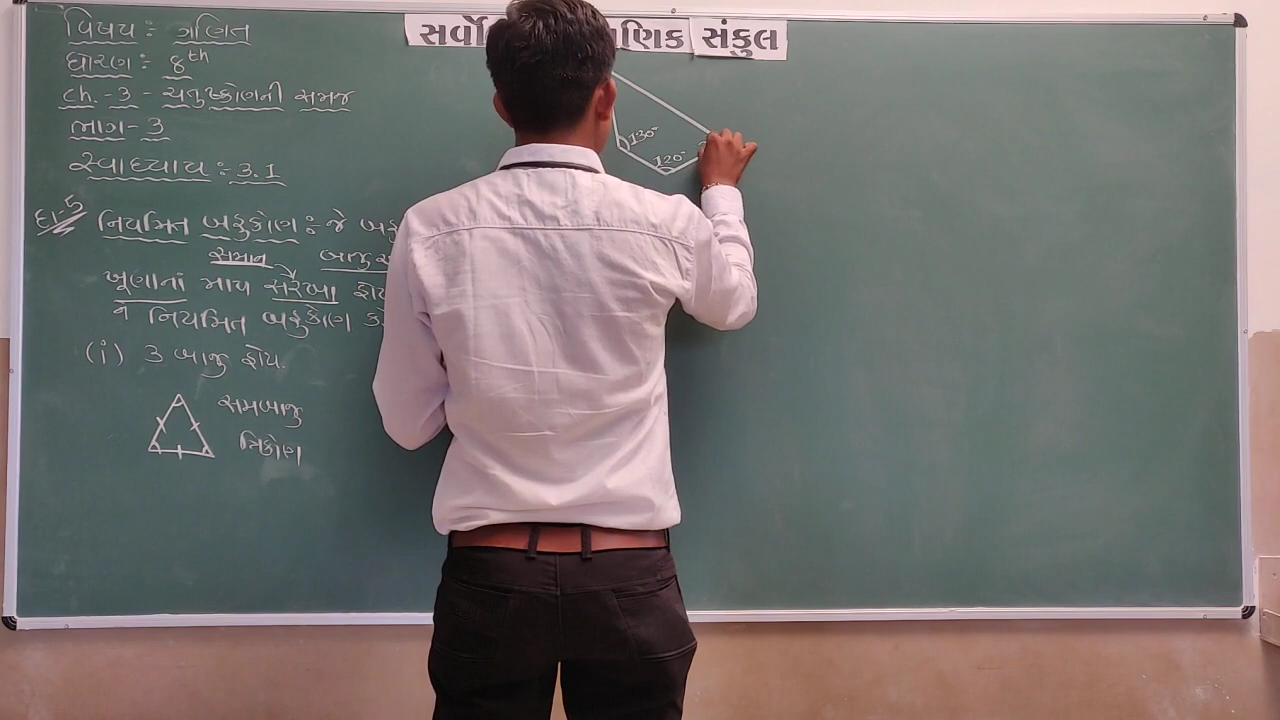 સર્વો ણિક સંકુલ
વિષય : ગણિત
ધોરણ : 8th
ch. - 3 - ચતુષ્કોણની સમજ
ભાગ - 3
સ્વાધ્યાય : 3.1
દા-5 નિયમિત બહુકોણ : જે બહુ
સમાન બાજુ
ખૂણાનાં માપ સરખા હોય
નિયમિત બહુકોણ
(i) 3 બાજુ હોય.
સમબાજુ
ત્રિકોણ
130°
120°